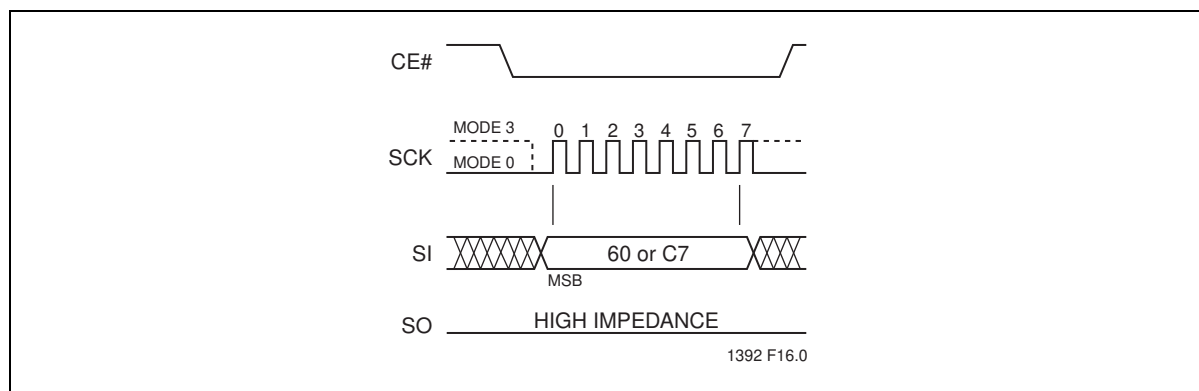 CE#
MODE 3 0 1 2 3 4 5 6 7
SCK MODE 0
SI 60 or C7
MSB
SO HIGH IMPEDANCE
1392 F16.0